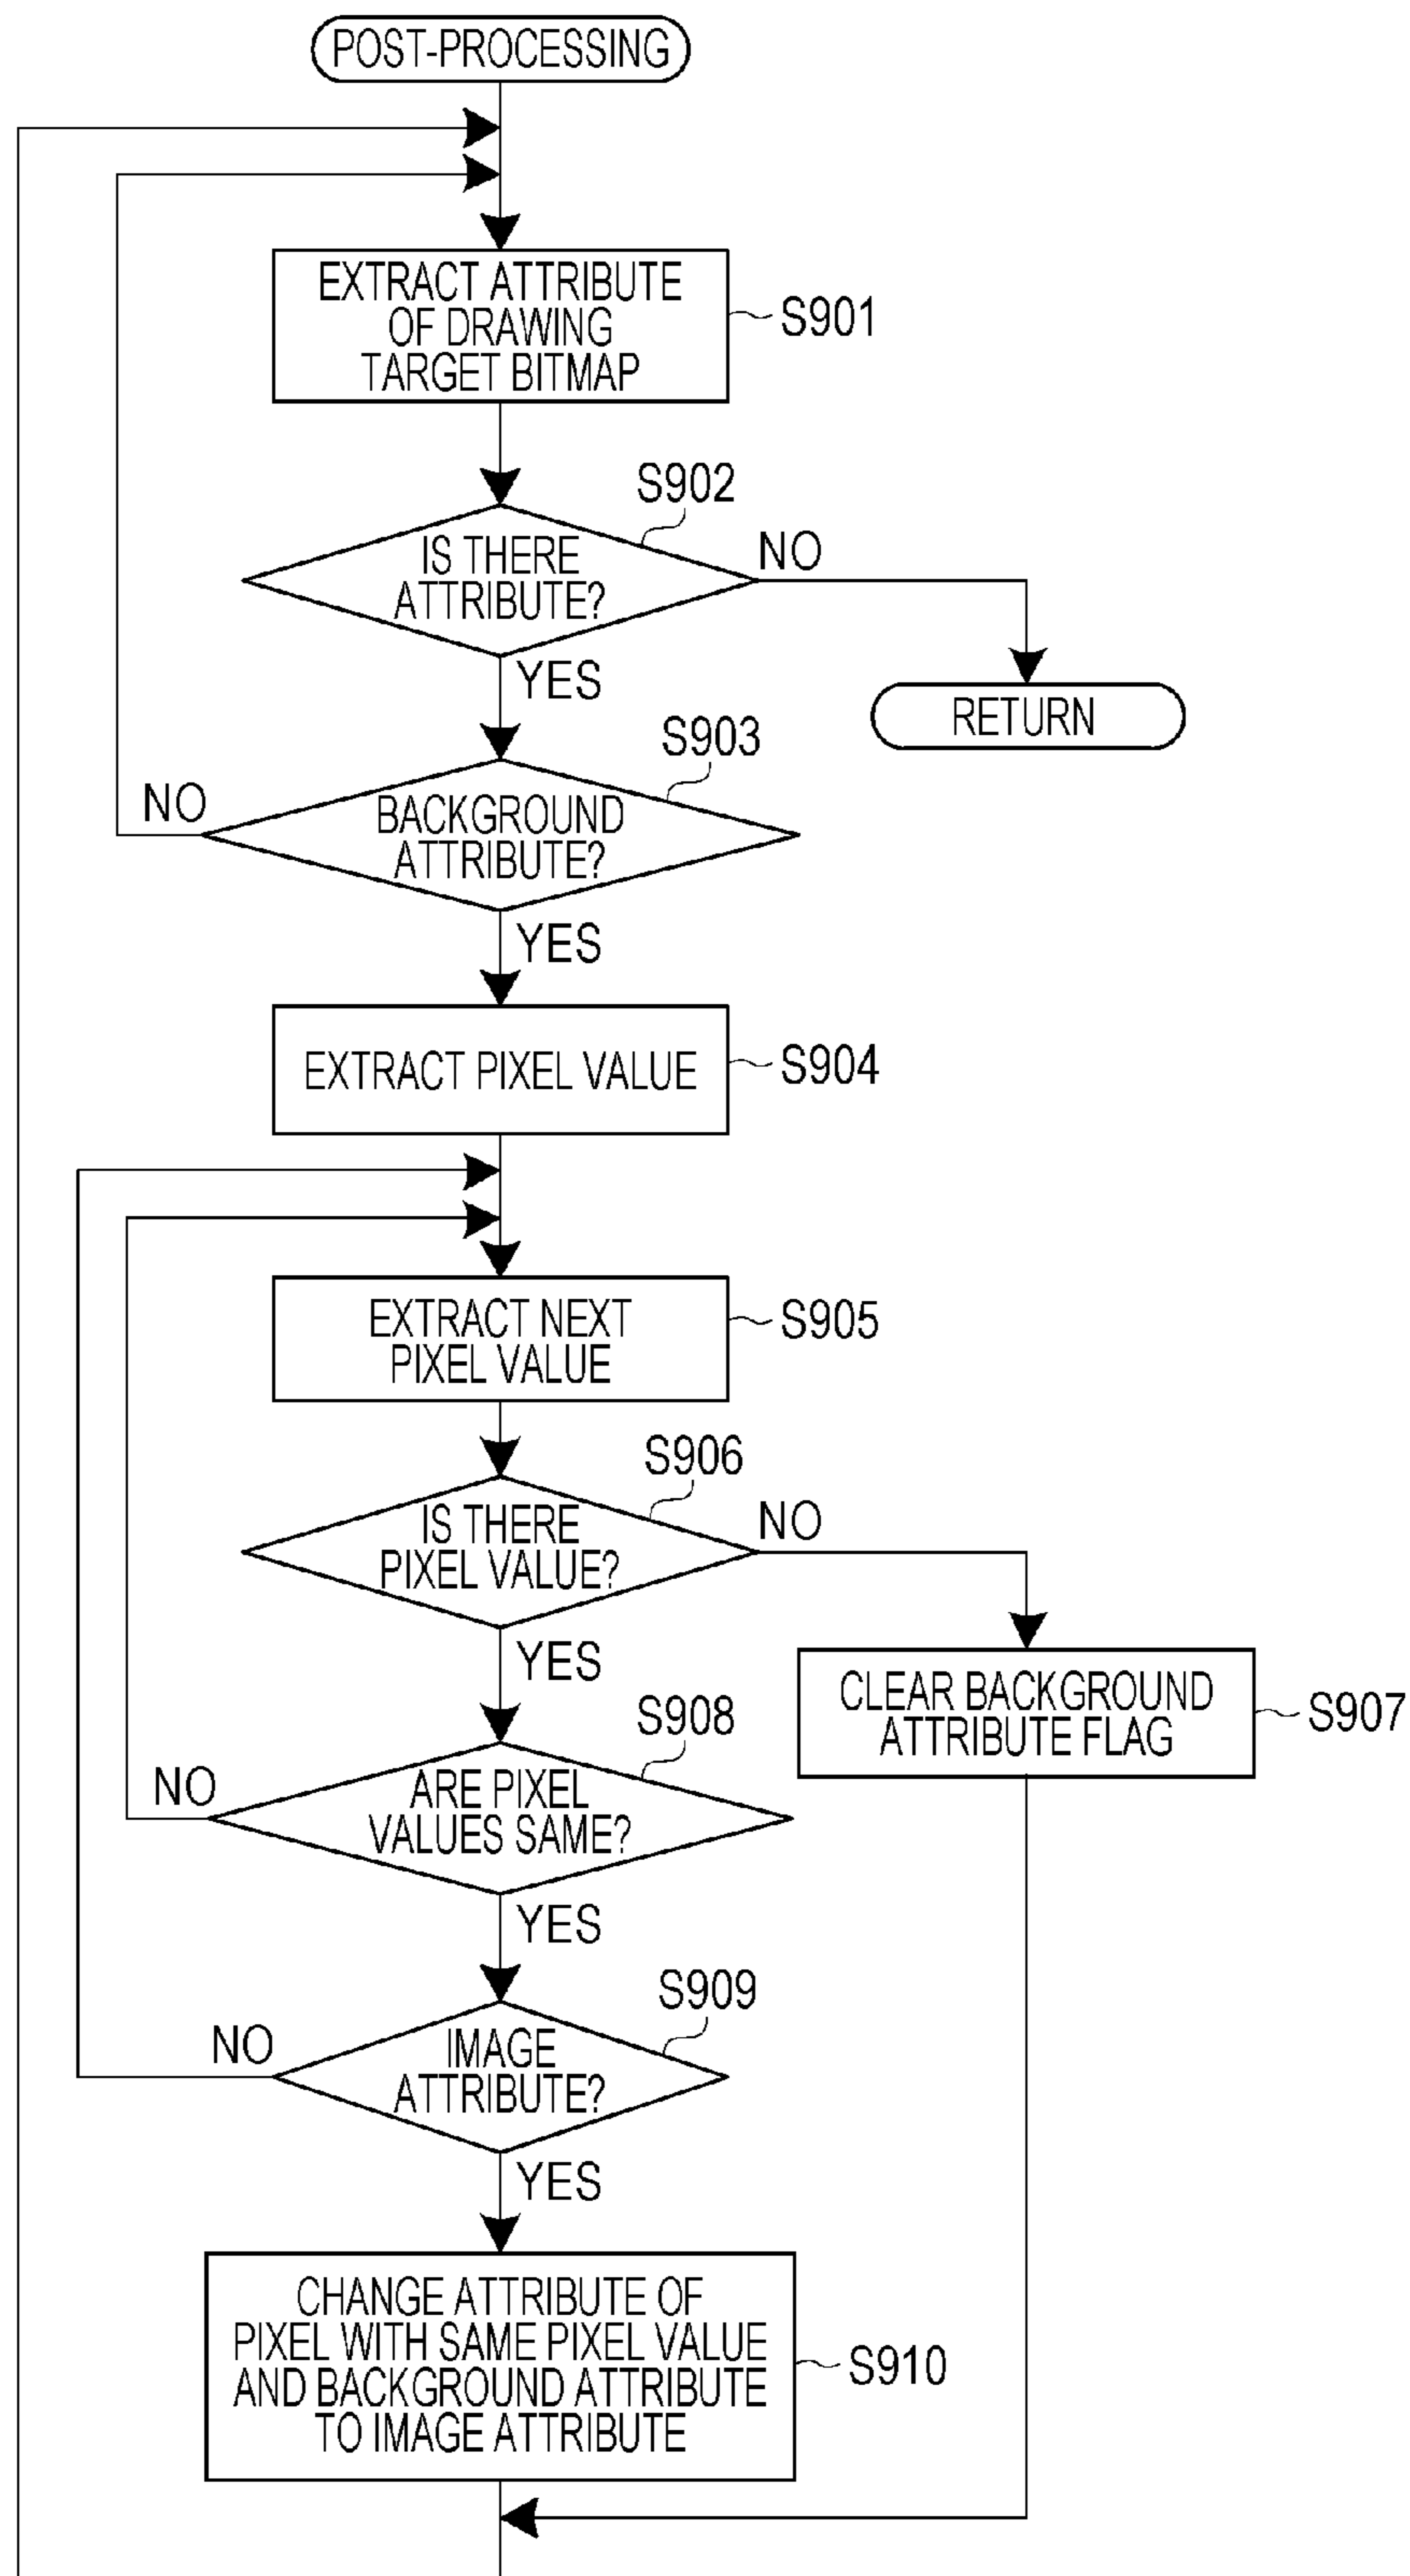 POST-PROCESSING
EXTRACT ATTRIBUTE
OF DRAWING
TARGET BITMAP
S901
S902
IS THERE
ATTRIBUTE?
NO
YES
RETURN
S903
NO
BACKGROUND
ATTRIBUTE?
YES
EXTRACT PIXEL VALUE
S904
EXTRACT NEXT
PIXEL VALUE
S905
S906
IS THERE
PIXEL VALUE?
NO
YES
CLEAR BACKGROUND
ATTRIBUTE FLAG
S907
S908
NO
ARE PIXEL
VALUES SAME?
YES
S909
NO
IMAGE
ATTRIBUTE?
YES
CHANGE ATTRIBUTE OF
PIXEL WITH SAME PIXEL VALUE
AND BACKGROUND ATTRIBUTE
TO IMAGE ATTRIBUTE
S910